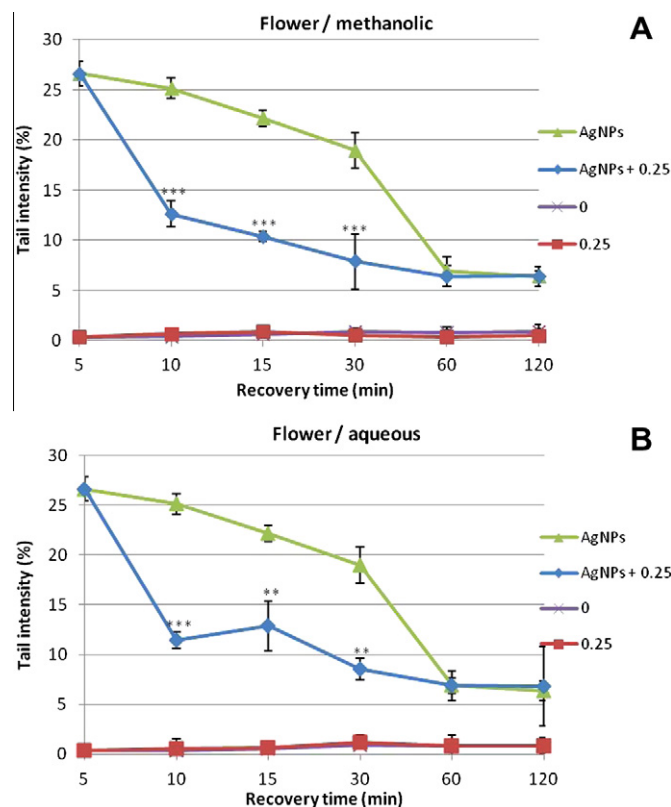 Flower / methanolic
A
30
25
20
15
10
5
0
Tail intensity (%)
***
***
***
5 10 15 30 60 120
Recovery time (min)
AgNPs
AgNPs + 0.25
0
0.25
Flower / aqueous
B
30
25
20
15
10
5
0
Tail intensity (%)
***
**
**
5 10 15 30 60 120
Recovery time (min)
AgNPs
AgNPs + 0.25
0
0.25